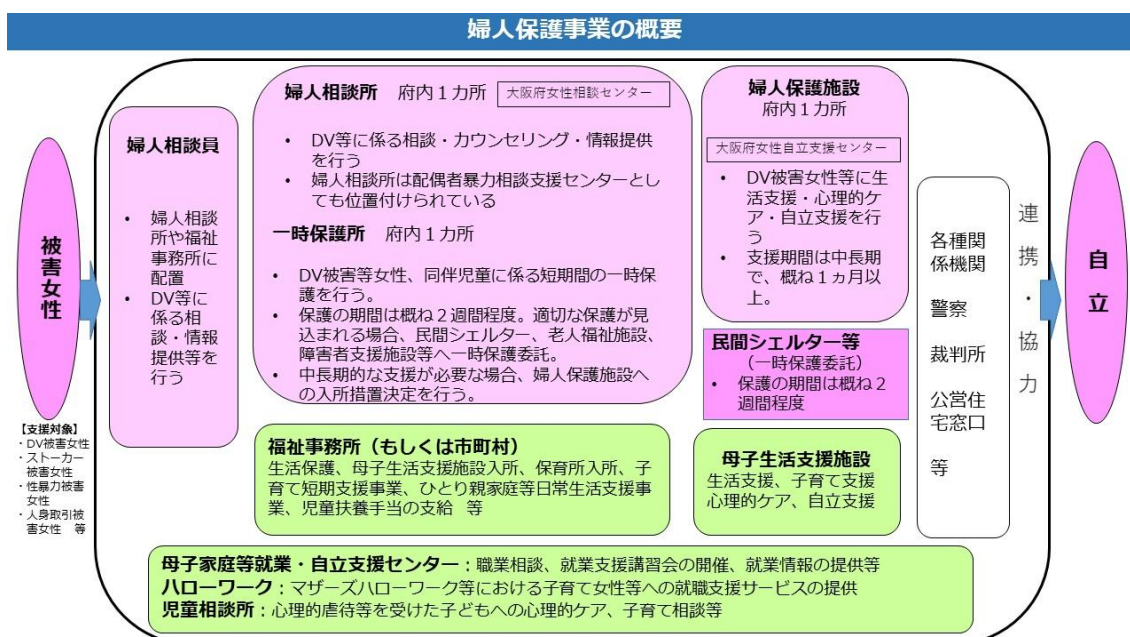 婦人保護事業の概要
被害女性
【支援対象】
・DV被害女性
・ストーカー
被害女性
・性暴力被害
女性
・人身取引被
害女性 等
婦人相談員
• 婦人相談
所や福祉
事務所に
配置
• DV等に
係る相
談・情報
提供等を
行う
婦人相談所 府内１カ所 大阪府女性相談センター
• DV等に係る相談・カウンセリング・情報提供
を行う
• 婦人相談所は配偶者暴力相談支援センターとし
ても位置付けられている
一時保護所 府内１カ所
• DV被害等女性、同伴児童に係る短期間の一時保
護を行う。
• 保護の期間は概ね２週間程度。適切な保護が見
込まれる場合、民間シェルター、老人福祉施設、
障害者支援施設等へ一時保護委託。
• 中長期的な支援が必要な場合、婦人保護施設へ
の入所措置決定を行う。
婦人保護施設
府内１カ所
大阪府女性自立支援センター
• DV被害女性等に生
活支援・心理的ケ
ア・自立支援を行
う
• 支援期間は中長期
で、概ね１ヵ月以
上。
民間シェルター等
（一時保護委託）
• 保護の期間は概ね２
週間程度
福祉事務所（もしくは市町村）
生活保護、母子生活支援施設入所、保育所入所、子
育て短期支援事業、ひとり親家庭等日常生活支援事
業、児童扶養手当の支給 等
母子生活支援施設
生活支援、子育て支援
心理的ケア、自立支援
母子家庭等就業・自立支援センター：職業相談、就業支援講習会の開催、就業情報の提供等
ハローワーク：マザーズハローワーク等における子育て女性等への就職支援サービスの提供
児童相談所：心理的虐待等を受けた子どもへの心理的ケア、子育て相談等
各種関
係機関
警察
裁判所
公営住
宅窓口
等
連携・協力
自立